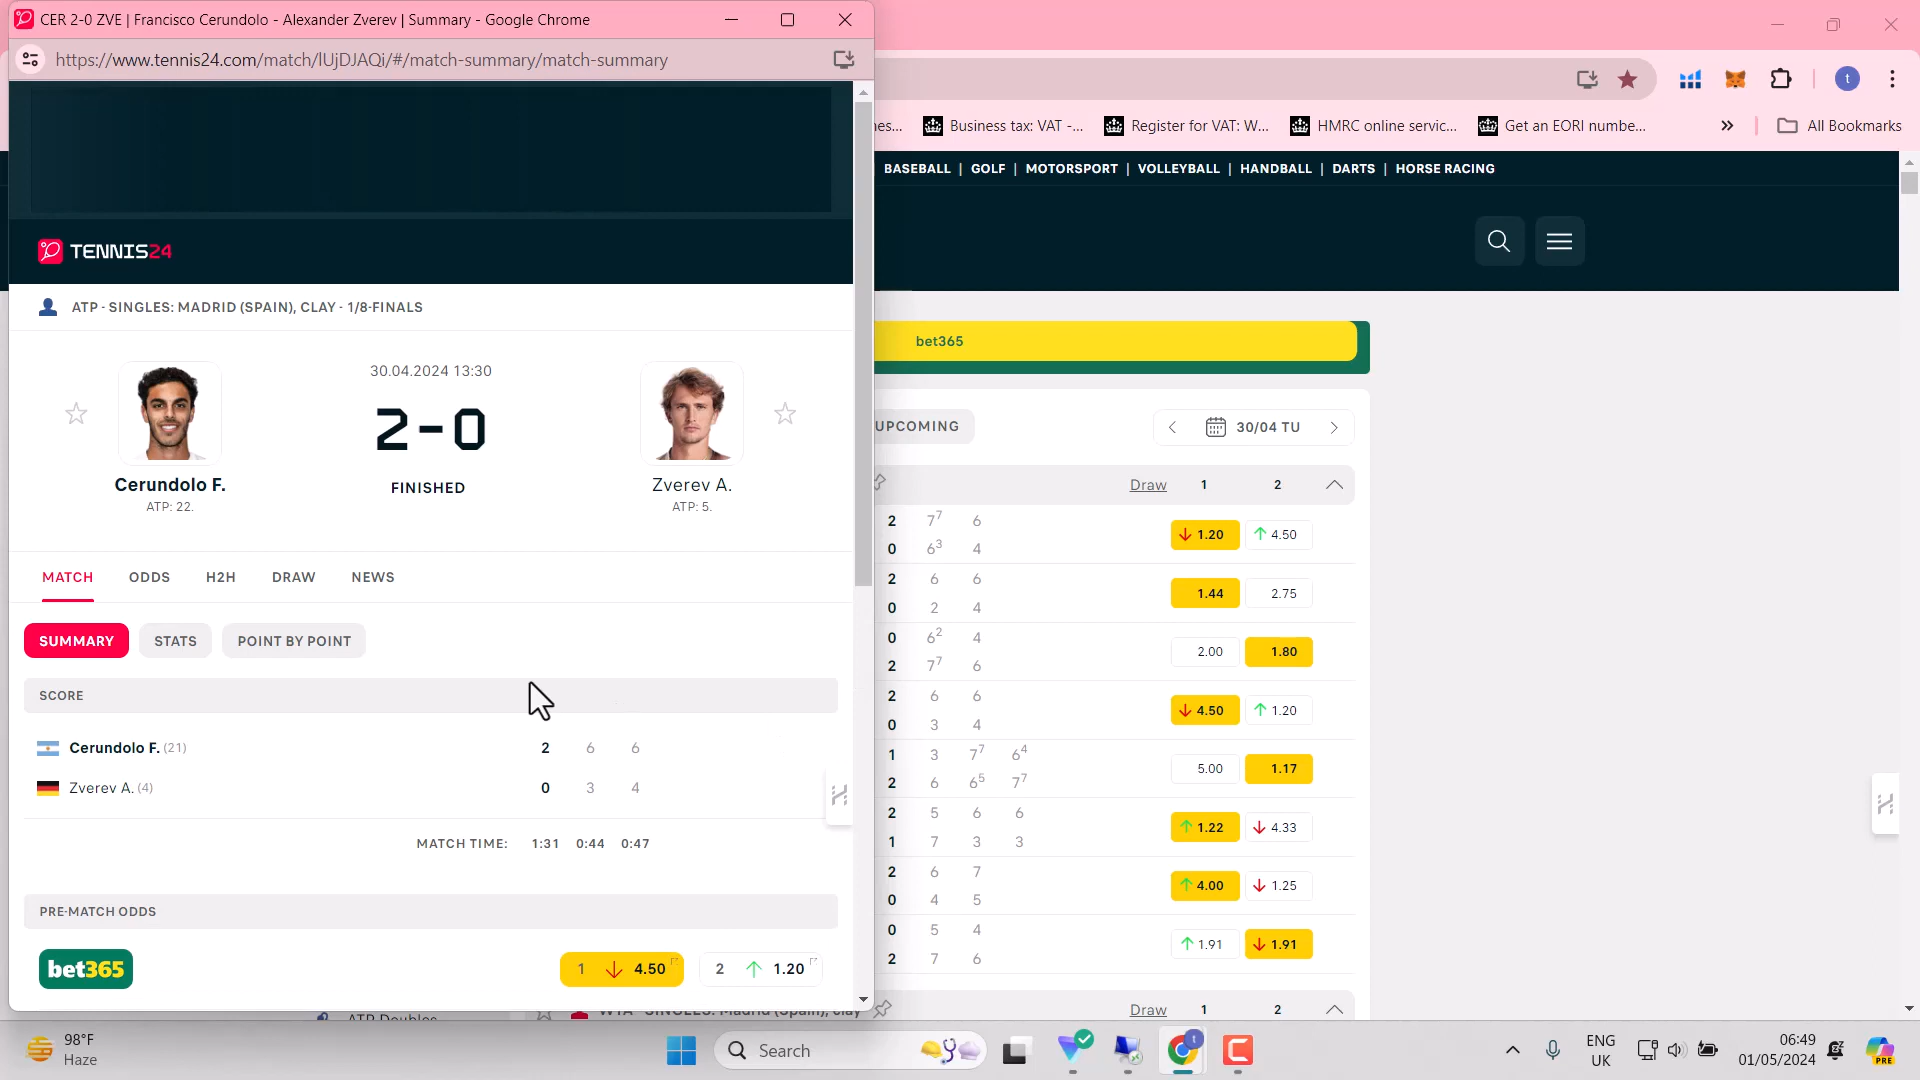 CER 2-0 ZVE | Francisco Cerundolo - Alexander Zverev | Summary - Google Chrome
https://www.tennis24.com/match/lUjDJAQi/#/match-summary/match-summary
t
Business tax: VAT -...
Register for VAT: W...
HMRC online servic...
Get an EORI numbe...
»
All Bookmarks
BASEBALL | GOLF | MOTORSPORT | VOLLEYBALL | HANDBALL | DARTS | HORSE RACING
TENNIS24
ATP - SINGLES: MADRID (SPAIN), CLAY - 1/8-FINALS
30.04.2024 13:30
2-0
FINISHED
Cerundolo F.
ATP: 22.
Zverev A.
ATP: 5.
MATCH ODDS H2H DRAW NEWS
SUMMARY STATS POINT BY POINT
SCORE
Cerundolo F. (21) 2 6 6
Zverev A. (4) 0 3 4
MATCH TIME: 1:31 0:44 0:47
PRE-MATCH ODDS
bet365 1 4.50 2 1.20
bet365
UPCOMING 30/04 TU
Draw 1 2
2 7⁷ 6
0 6³ 4
1.20 4.50
2 6 6
0 2 4
1.44 2.75
0 6² 4
2 7⁷ 6
2.00 1.80
2 6 6
0 3 4
4.50 1.20
1 3 7⁷ 6⁴
2 6 6⁵ 7⁷
5.00 1.17
2 5 6 6
1 7 3 3
1.22 4.33
2 6 7
0 4 5
4.00 1.25
0 5 4
2 7 6
1.91 1.91
Draw 1 2
98°F
Haze
Search
ENG
UK
06:49
01/05/2024
PRE